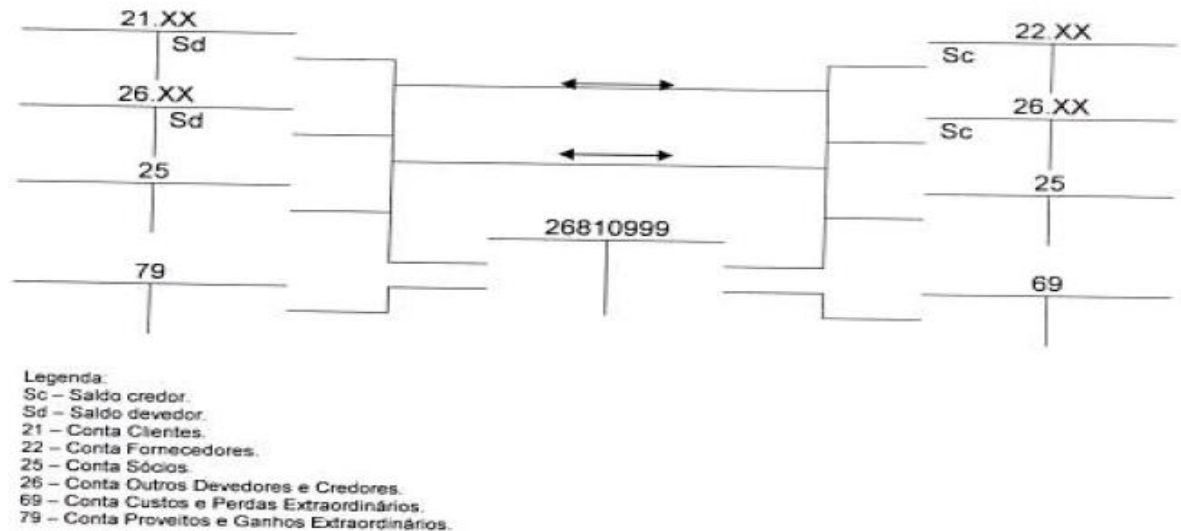 21.XX
Sd
22.XX
Sc
26.XX
Sd
26.XX
Sc
25
25
26810999
79
69
Legenda:
Sc – Saldo credor.
Sd – Saldo devedor.
21 – Conta Clientes.
22 – Conta Fornecedores.
25 – Conta Sócios.
26 – Conta Outros Devedores e Credores.
69 – Conta Custos e Perdas Extraordinários.
79 – Conta Proveitos e Ganhos Extraordinários.